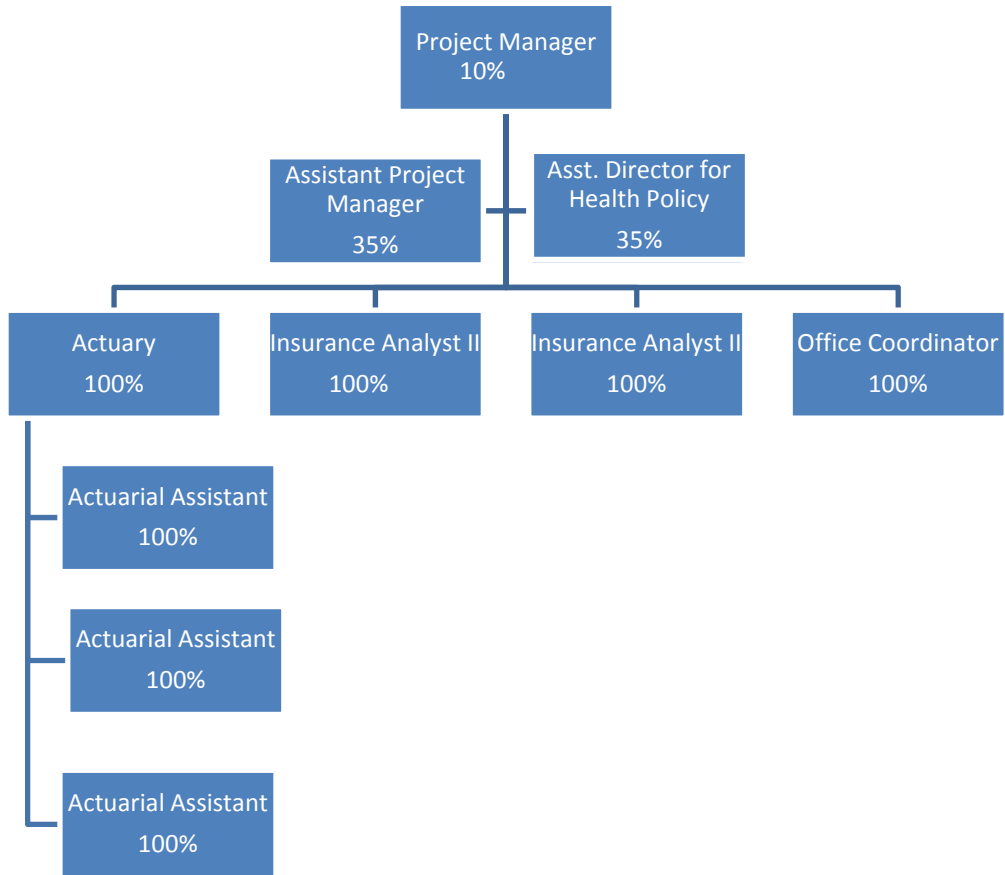 Project Manager
10%
Assistant Project
Manager
35%
Asst. Director for
Health Policy
35%
Actuary
100%
Insurance Analyst II
100%
Insurance Analyst II
100%
Office Coordinator
100%
Actuarial Assistant
100%
Actuarial Assistant
100%
Actuarial Assistant
100%